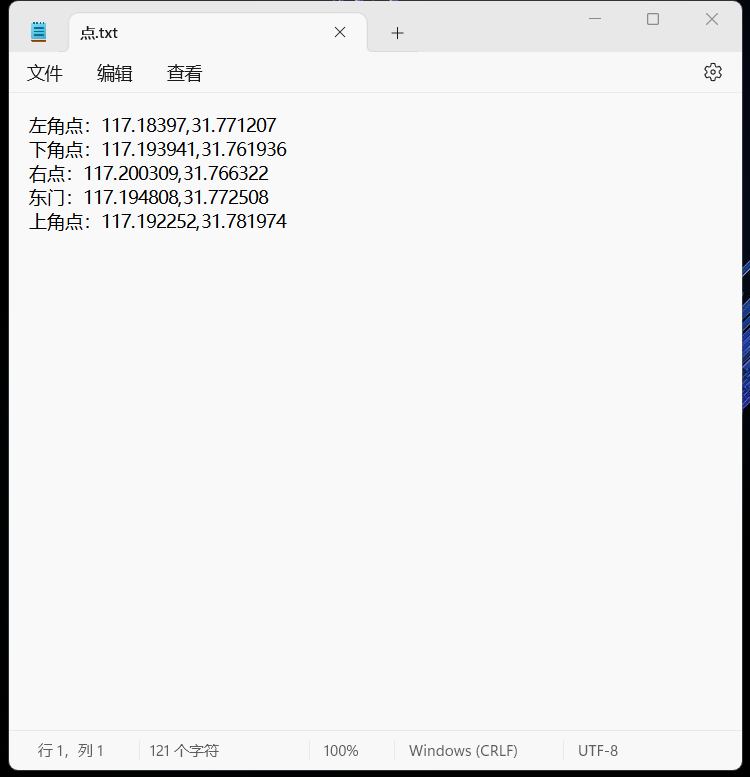 点.txt
文件 编辑 查看
左角点：117.18397,31.771207
下角点：117.193941,31.761936
右点：117.200309,31.766322
东门：117.194808,31.772508
上角点：117.192252,31.781974
行 1，列 1 121 个字符 100% Windows (CRLF) UTF-8